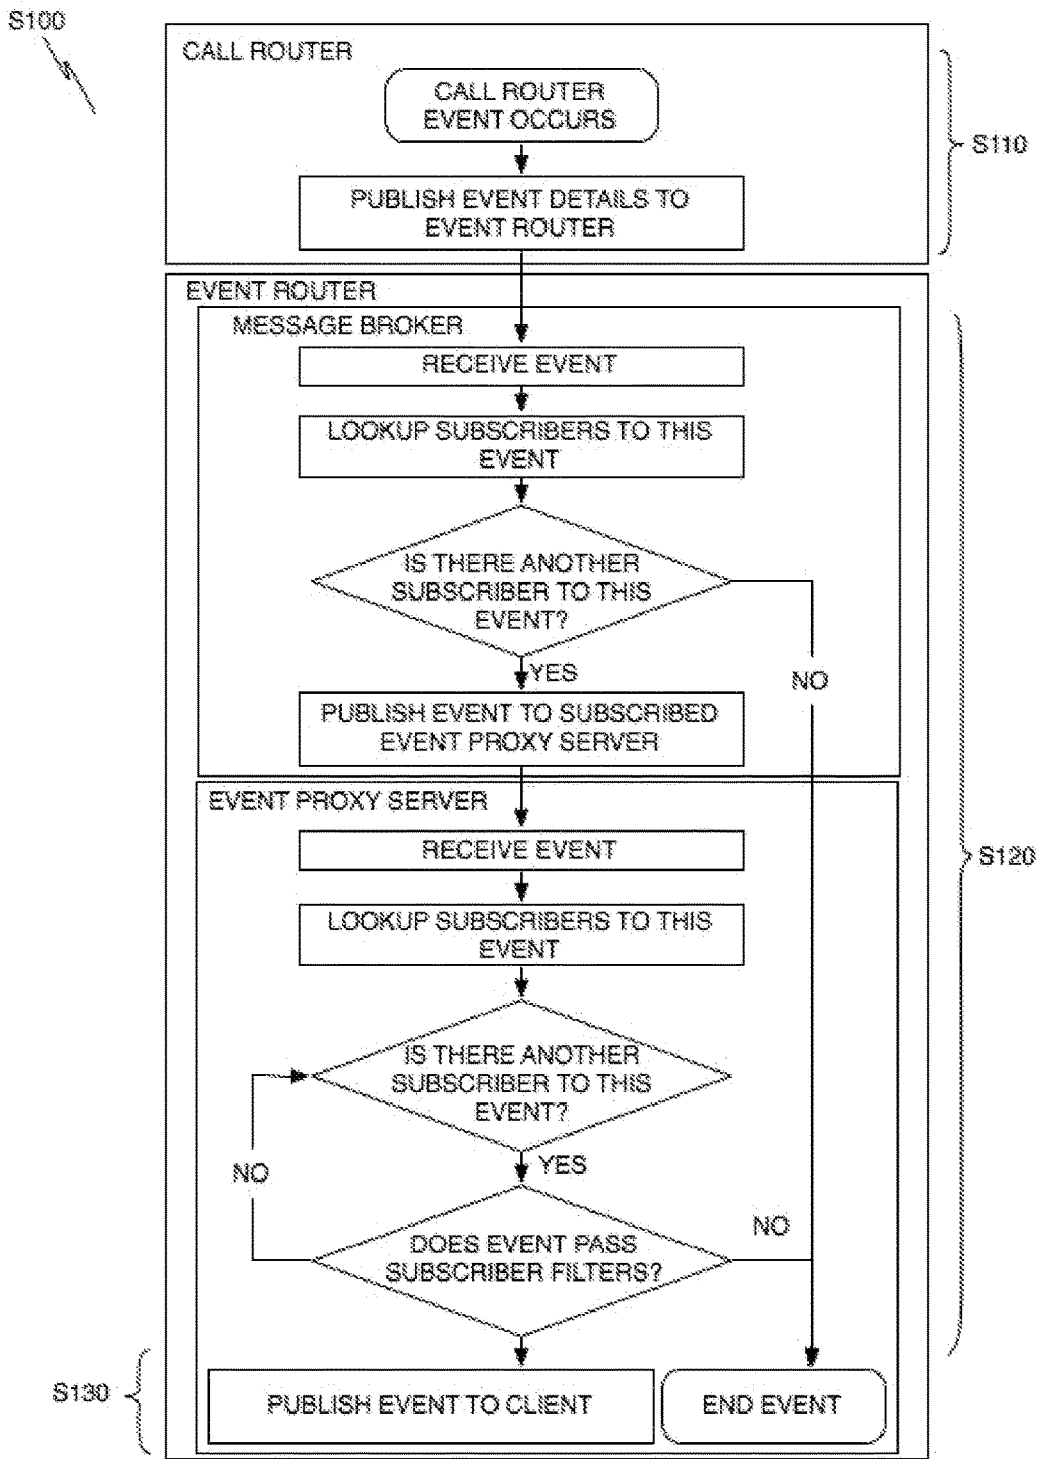 S100
CALL ROUTER
CALL ROUTER
EVENT OCCURS
S110
PUBLISH EVENT DETAILS TO
EVENT ROUTER
EVENT ROUTER
MESSAGE BROKER
RECEIVE EVENT
LOOKUP SUBSCRIBERS TO THIS
EVENT
IS THERE ANOTHER
SUBSCRIBER TO THIS
EVENT?
YES
NO
PUBLISH EVENT TO SUBSCRIBED
EVENT PROXY SERVER
EVENT PROXY SERVER
RECEIVE EVENT
S120
LOOKUP SUBSCRIBERS TO THIS
EVENT
IS THERE ANOTHER
SUBSCRIBER TO THIS
EVENT?
YES
NO
NO
DOES EVENT PASS
SUBSCRIBER FILTERS?
S130
PUBLISH EVENT TO CLIENT
END EVENT